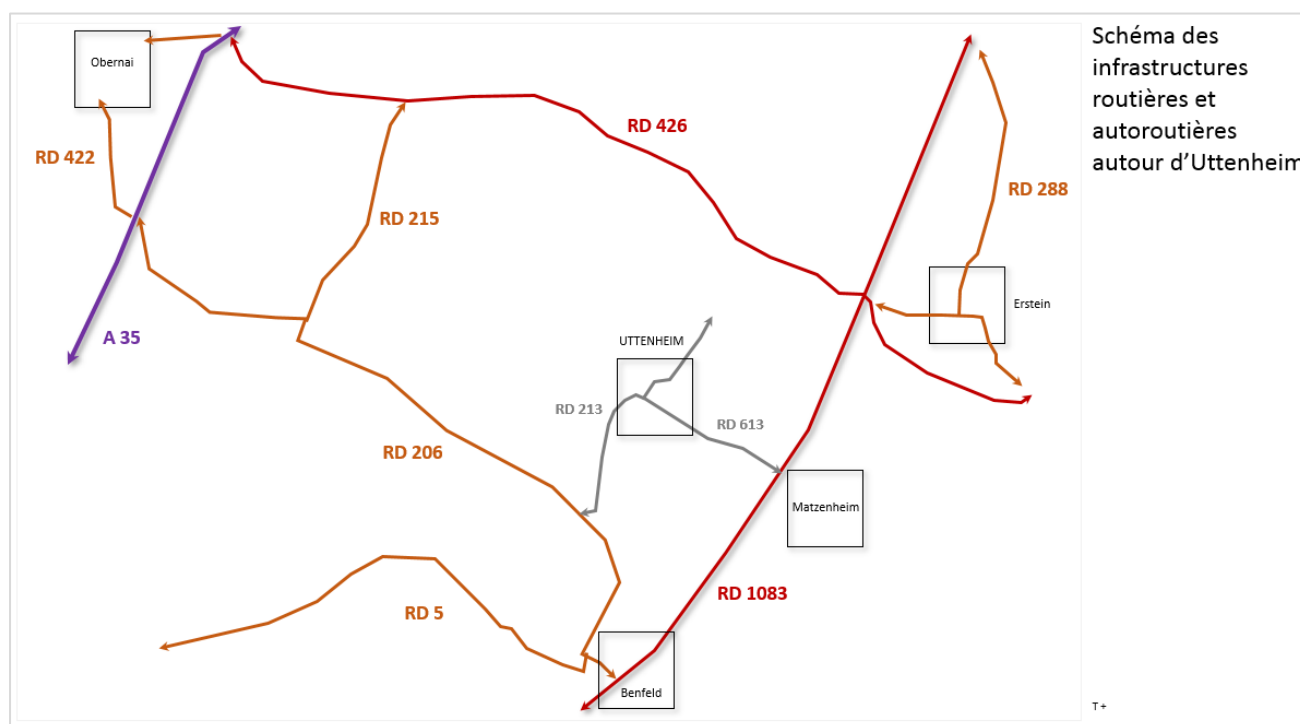 Schéma des
infrastructures
routières et
autoroutières
autour d’Uttenheim
Obernai
RD 426
RD 422
RD 288
RD 215
Erstein
A 35
UTTENHEIM
RD 213
RD 613
RD 206
Matzenheim
RD 1083
RD 5
Benfeld
T +